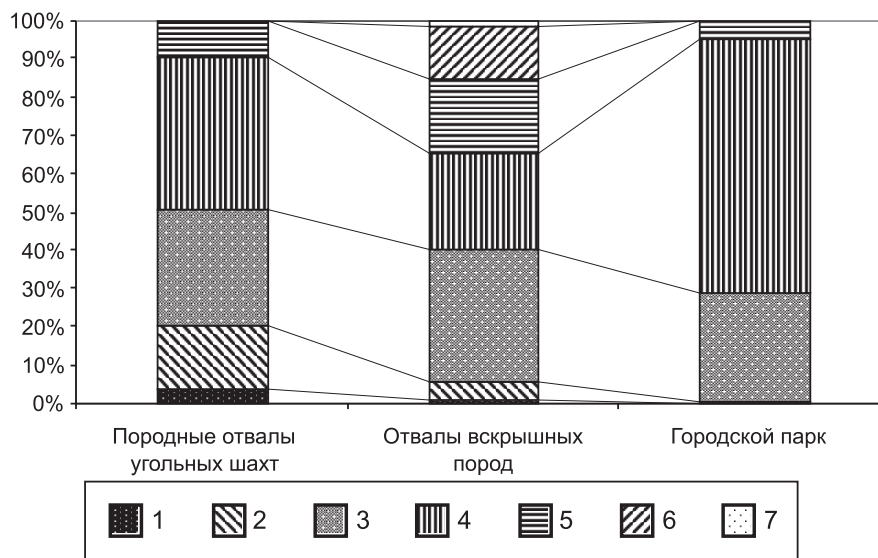 100%
90%
80%
70%
60%
50%
40%
30%
20%
10%
0%
Породные отвалы
угольных шахт
Отвалы вскрышных
пород
Городской парк
1 2 3 4 5 6 7